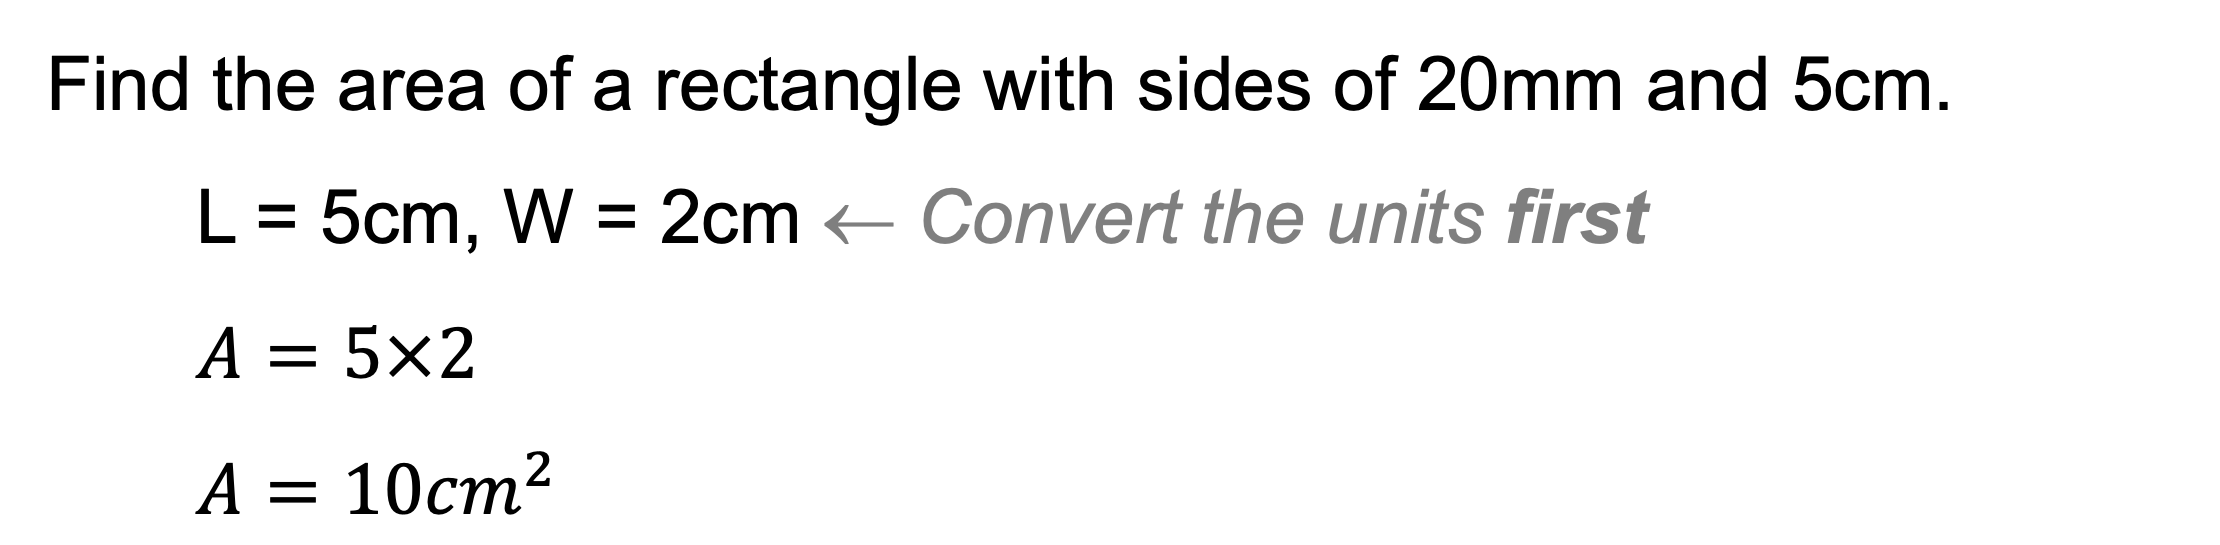 Find the area of a rectangle with sides of 20mm and 5cm.
L = 5cm, W = 2cm ← Convert the units first
A = 5×2
A = 10cm²